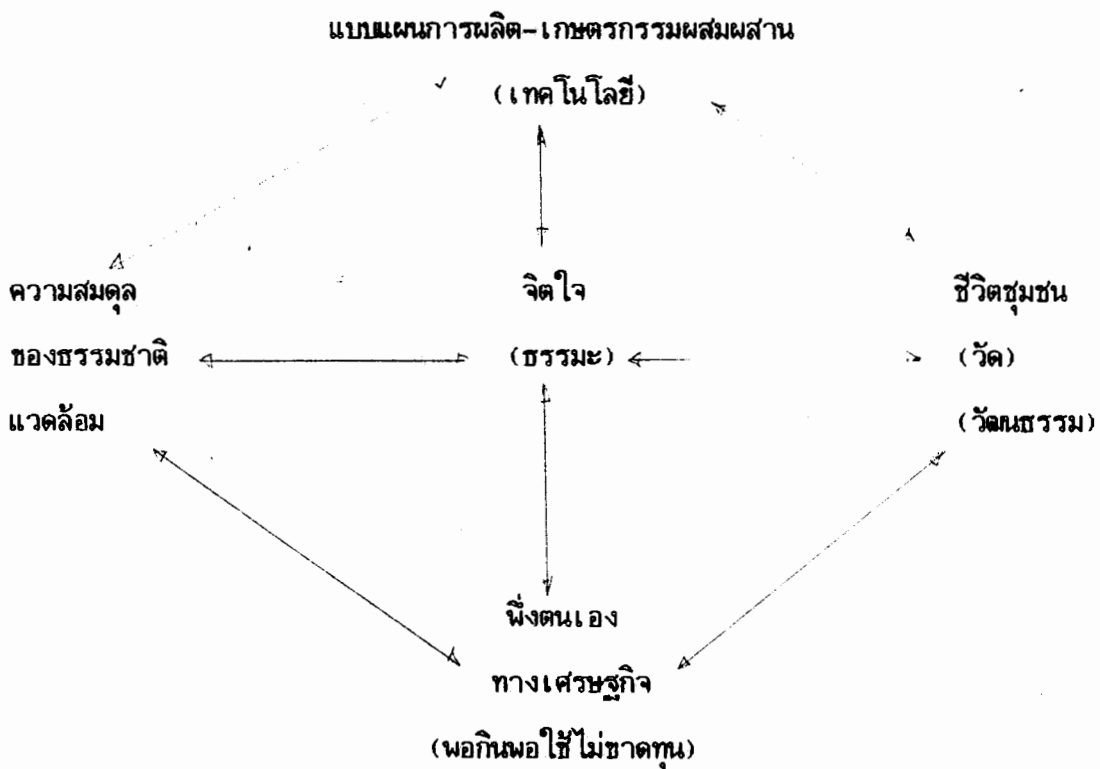 แบบแผนการผลิต-เกษตรกรรมผสมผสาน
(เทคโนโลยี)
ความสมดุล
ของธรรมชาติ
แวดล้อม
จิตใจ
(ธรรมะ)
ชีวิตชุมชน
(วัด)
(วัฒนธรรม)
พึ่งตนเอง
ทางเศรษฐกิจ
(พอกินพอใช้ไม่ขาดทุน)